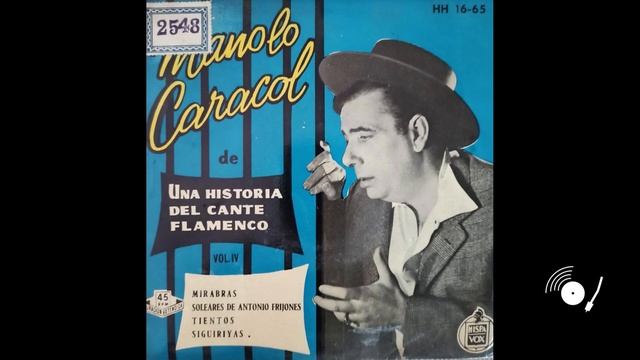 2548
HH 16-65
Manolo
Caracol
de
UNA HISTORIA
DEL CANTE
FLAMENCO
VOL. IV
45
MIRABRAS
SOLEARES DE ANTONIO FRIJONES
TIENTOS
SIGUIRIYAS.
HISPA
VOX